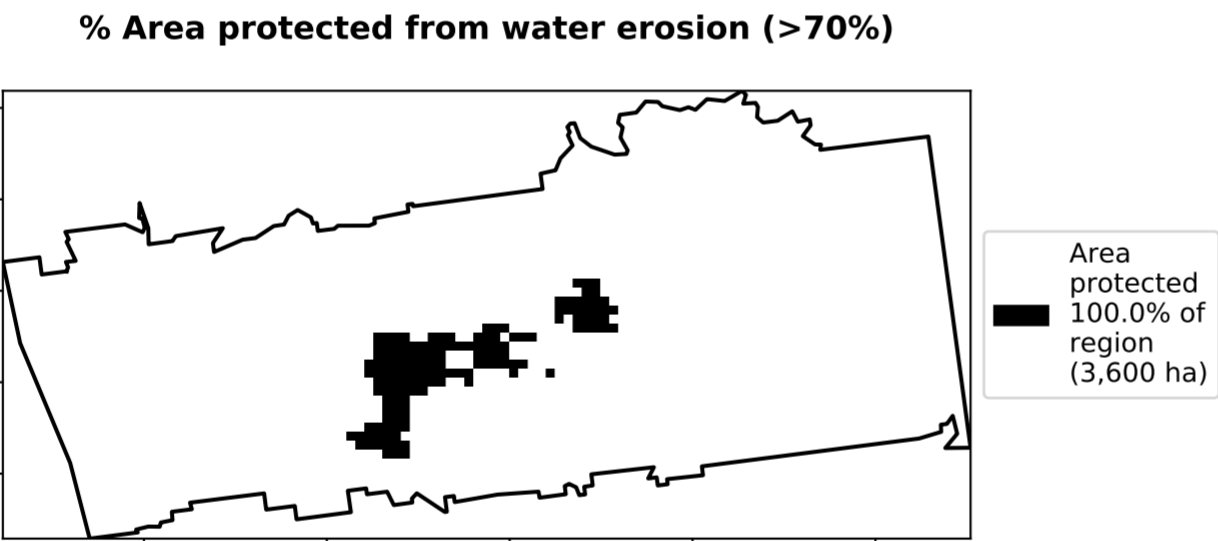 % Area protected from water erosion (>70%)
Area
protected
100.0% of
region
(3,600 ha)